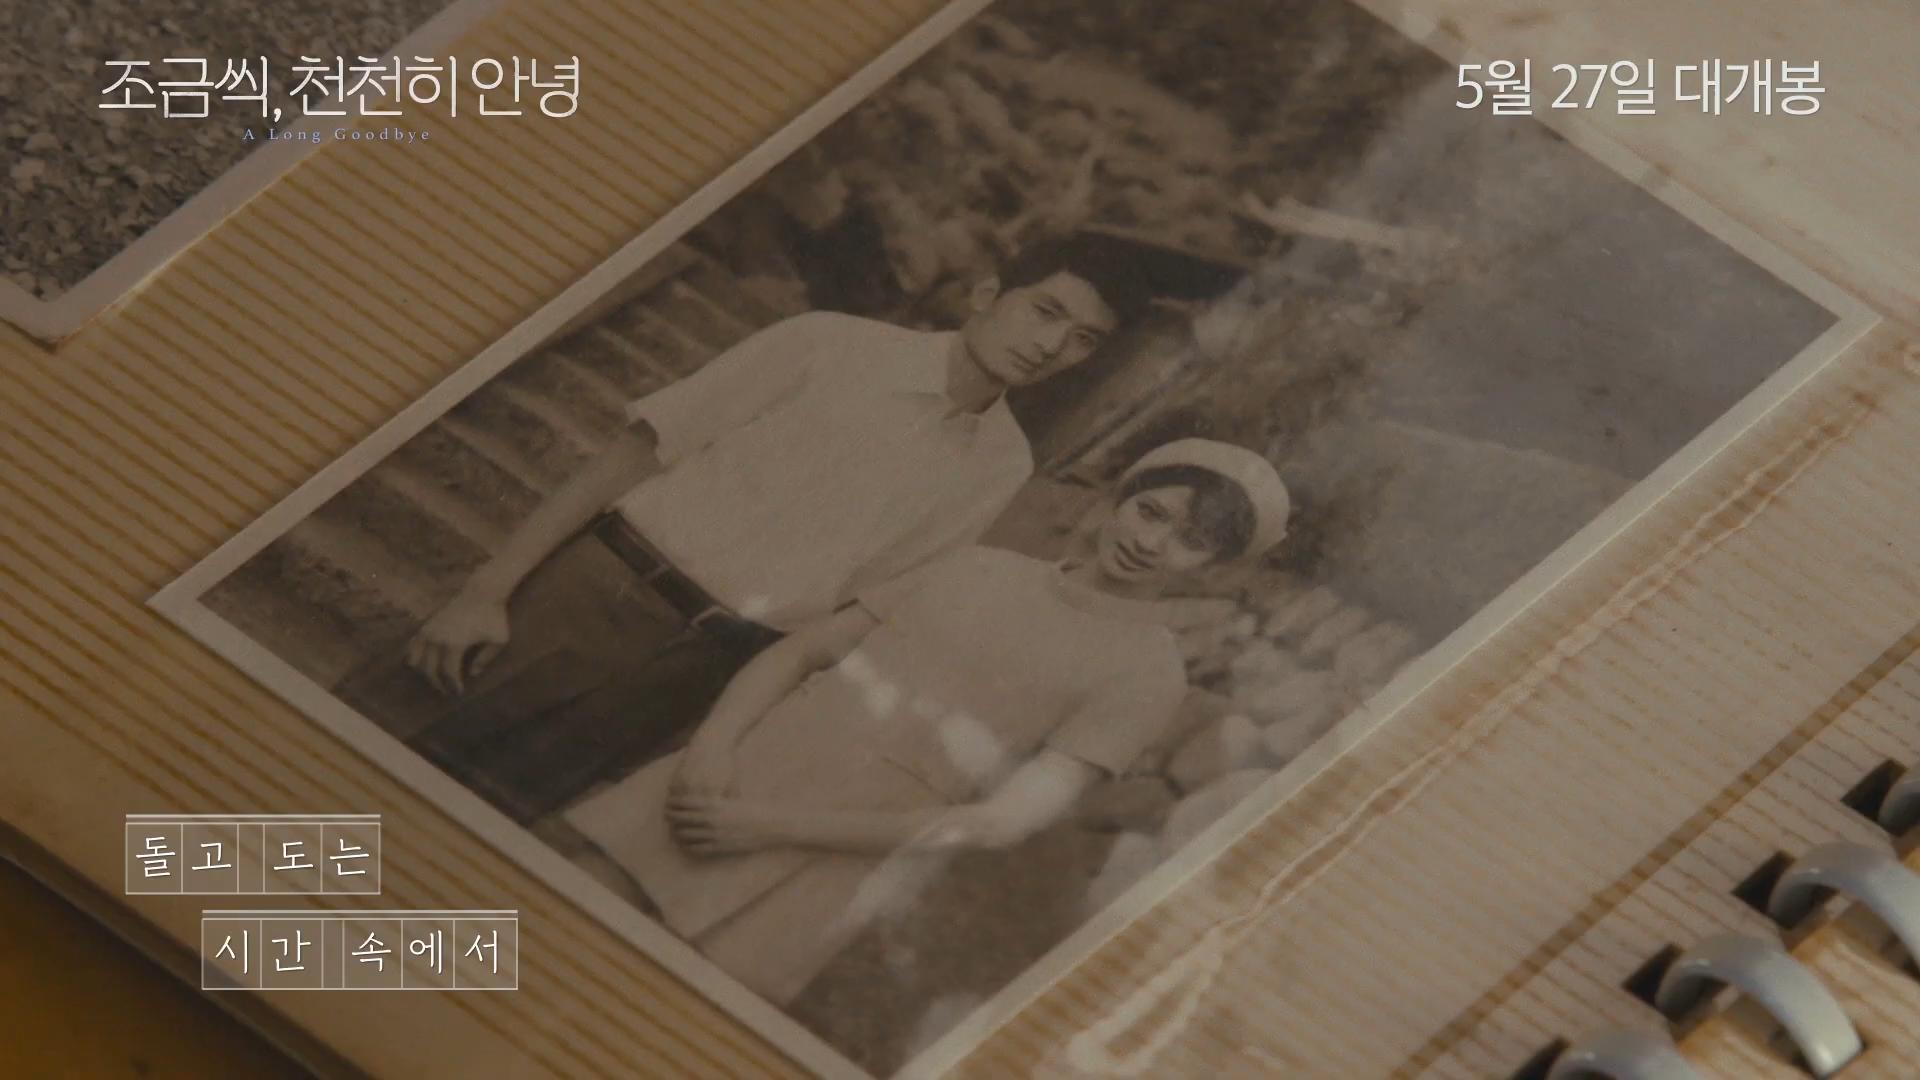 조금씩, 천천히 안녕
A Long Goodbye
5월 27일 대개봉
돌고 도는
시간 속에서